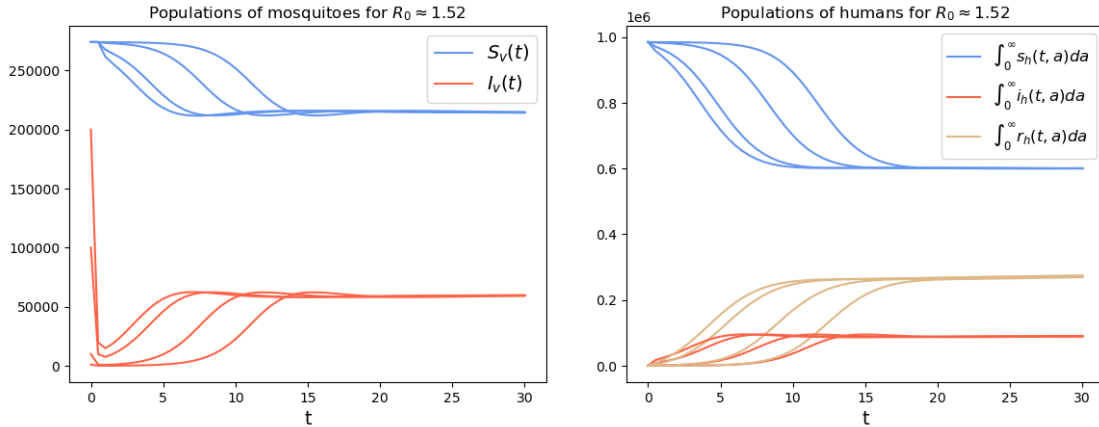 Populations of mosquitoes for R₀ ≈ 1.52
250000
200000
150000
100000
50000
0
0 5 10 15 20 25 30
t
S_v(t)
I_v(t)
Populations of humans for R₀ ≈ 1.52
1e6
1.0
0.8
0.6
0.4
0.2
0.0
0 5 10 15 20 25 30
t
∫₀^∞ s_h(t, a)da
∫₀^∞ i_h(t, a)da
∫₀^∞ r_h(t, a)da